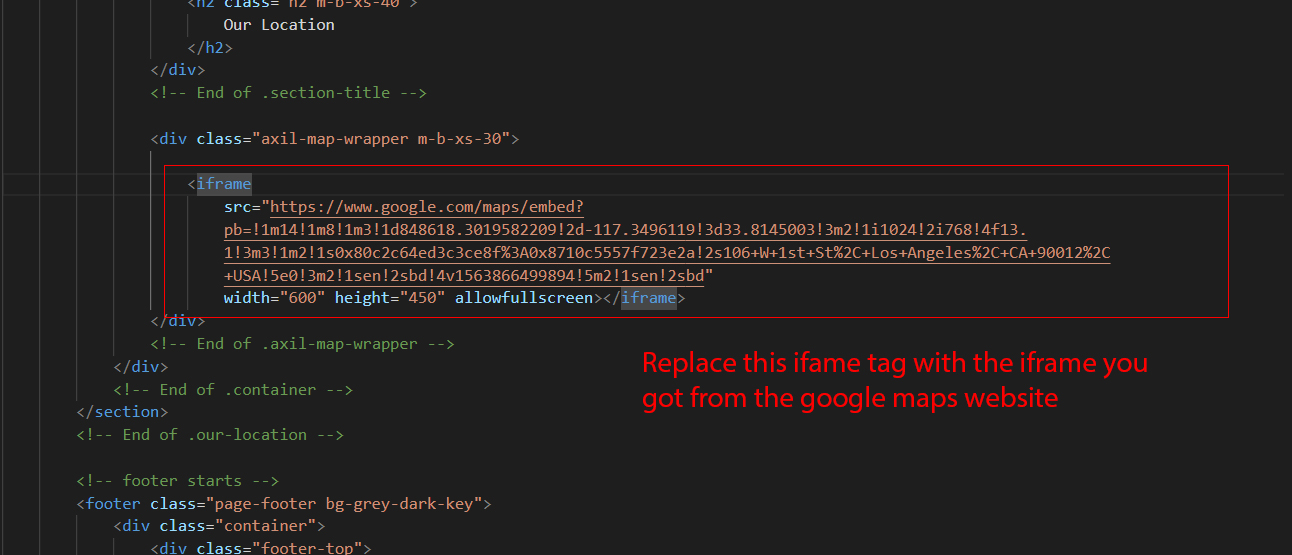 <h2 class="h2 m-b-xs-40">
Our Location
</h2>
</div>
<!-- End of .section-title -->
<div class="axil-map-wrapper m-b-xs-30">
<iframe
src="https://www.google.com/maps/embed?
pb=!1m14!1m8!1m3!1d848618.3019582209!2d-117.3496119!3d33.8145003!3m2!1i1024!2i768!4f13.
1!3m3!1m2!1s0x80c2c64ed3c3ce8f%3A0x8710c5557f723e2a!2s106+W+1st+St%2C+Los+Angeles%2C+CA+90012%2C
+USA!5e0!3m2!1sen!2sbd!4v1563866499894!5m2!1sen!2sbd"
width="600" height="450" allowfullscreen></iframe>
</div>
<!-- End of .axil-map-wrapper -->
</div>
<!-- End of .container -->
</section>
<!-- End of .our-location -->
Replace this ifame tag with the iframe you
got from the google maps website
<!-- footer starts -->
<footer class="page-footer bg-grey-dark-key">
<div class="container">
<div class="footer-top">